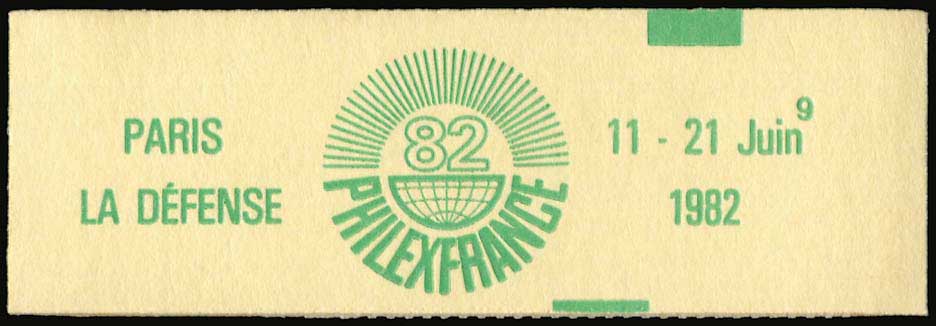 PARIS
LA DÉFENSE
82
PHILEXFRANCE
11 - 21 Juin 9
1982